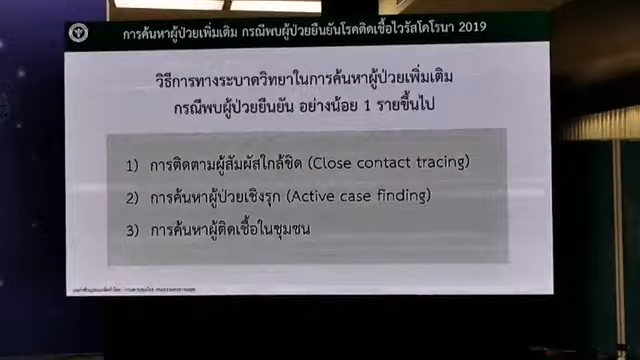 การค้นหาผู้ป่วยเพิ่มเติม กรณีพบผู้ป่วยยืนยันโรคติดเชื้อไวรัสโคโรนา 2019
วิธีการทางระบาดวิทยาในการค้นหาผู้ป่วยเพิ่มเติม
กรณีพบผู้ป่วยยืนยัน อย่างน้อย 1 รายขึ้นไป
1) การติดตามผู้สัมผัสใกล้ชิด (Close contact tracing)
2) การค้นหาผู้ป่วยเชิงรุก (Active case finding)
3) การค้นหาผู้ติดเชื้อในชุมชน